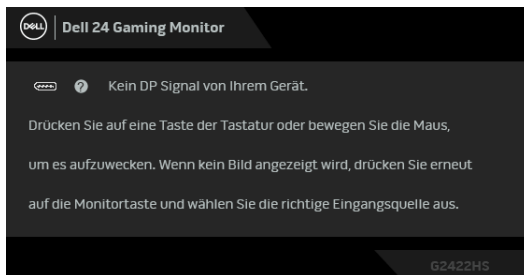 DELL Dell 24 Gaming Monitor
Kein DP Signal von Ihrem Gerät.
Drücken Sie auf eine Taste der Tastatur oder bewegen Sie die Maus,
um es aufzuwecken. Wenn kein Bild angezeigt wird, drücken Sie erneut
auf die Monitortaste und wählen Sie die richtige Eingangsquelle aus.
G2422HS